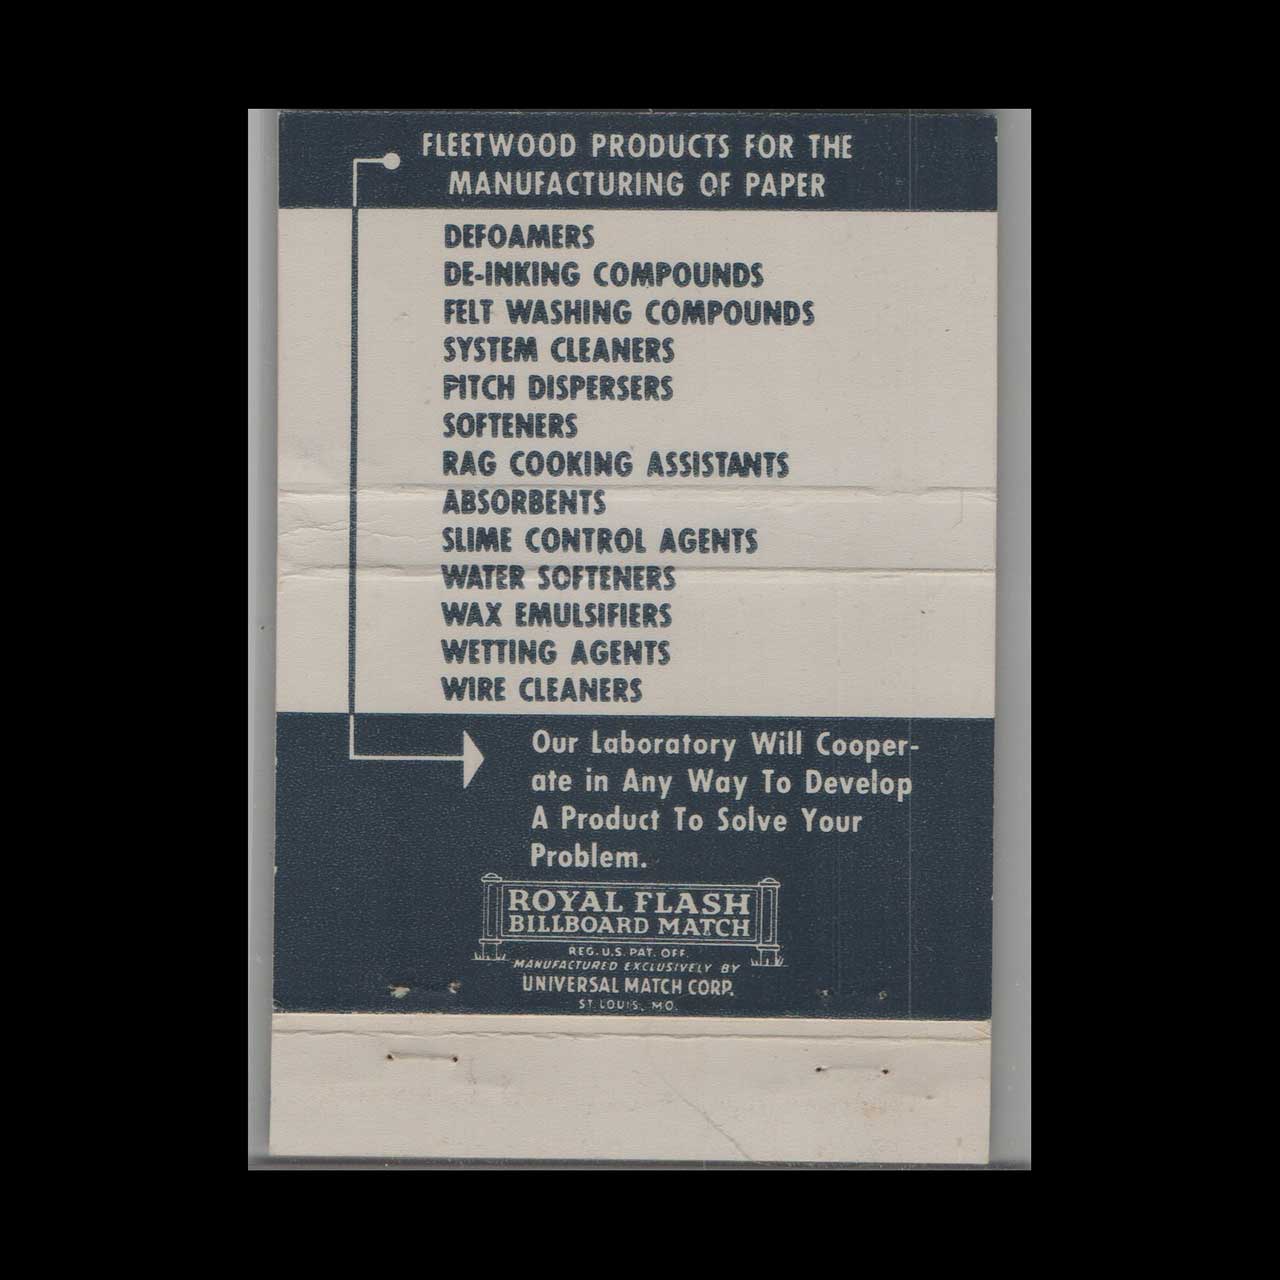 FLEETWOOD PRODUCTS FOR THE
MANUFACTURING OF PAPER
DEFOAMERS
DE-INKING COMPOUNDS
FELT WASHING COMPOUNDS
SYSTEM CLEANERS
PITCH DISPERSERS
SOFTENERS
RAG COOKING ASSISTANTS
ABSORBENTS
SLIME CONTROL AGENTS
WATER SOFTENERS
WAX EMULSIFIERS
WETTING AGENTS
WIRE CLEANERS
Our Laboratory Will Cooper-
ate in Any Way To Develop
A Product To Solve Your
Problem.
ROYAL FLASH
BILLBOARD MATCH
REG. U.S. PAT. OFF.
MANUFACTURED EXCLUSIVELY BY
UNIVERSAL MATCH CORP.
ST. LOUIS, MO.